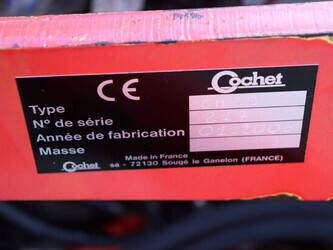 CE Cochet
Type
N° de série
Année de fabrication
Masse
Made in France
Cochet sa - 72130 Sougé le Ganelon (FRANCE)